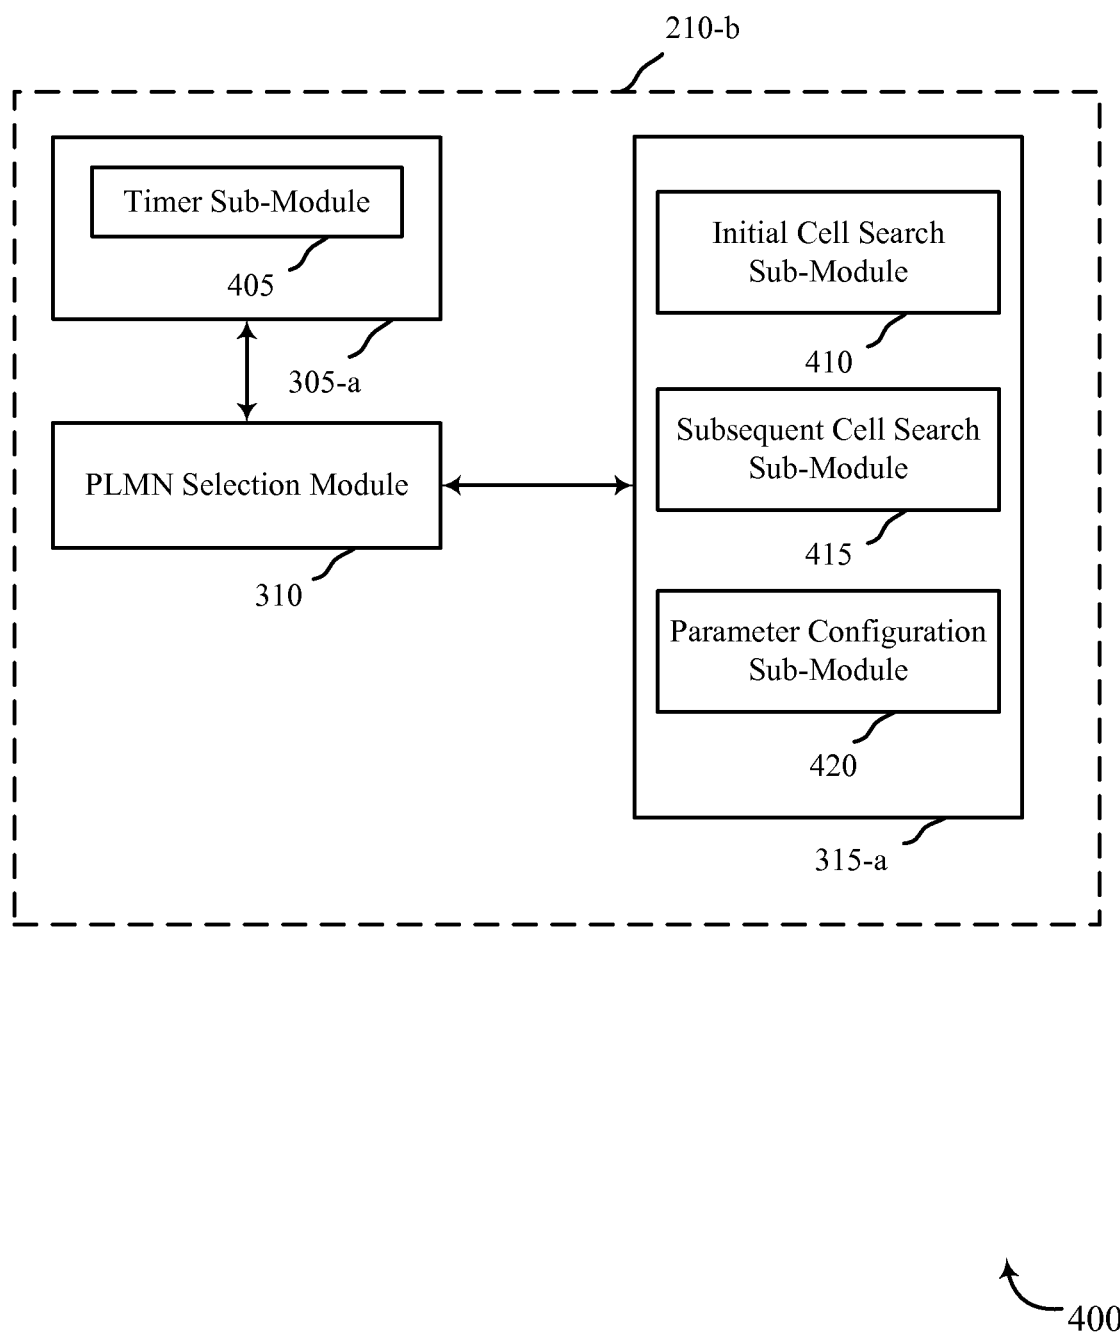 210-b
Timer Sub-Module
405
305-a
PLMN Selection Module
310
Initial Cell Search
Sub-Module
410
Subsequent Cell Search
Sub-Module
415
Parameter Configuration
Sub-Module
420
315-a
400